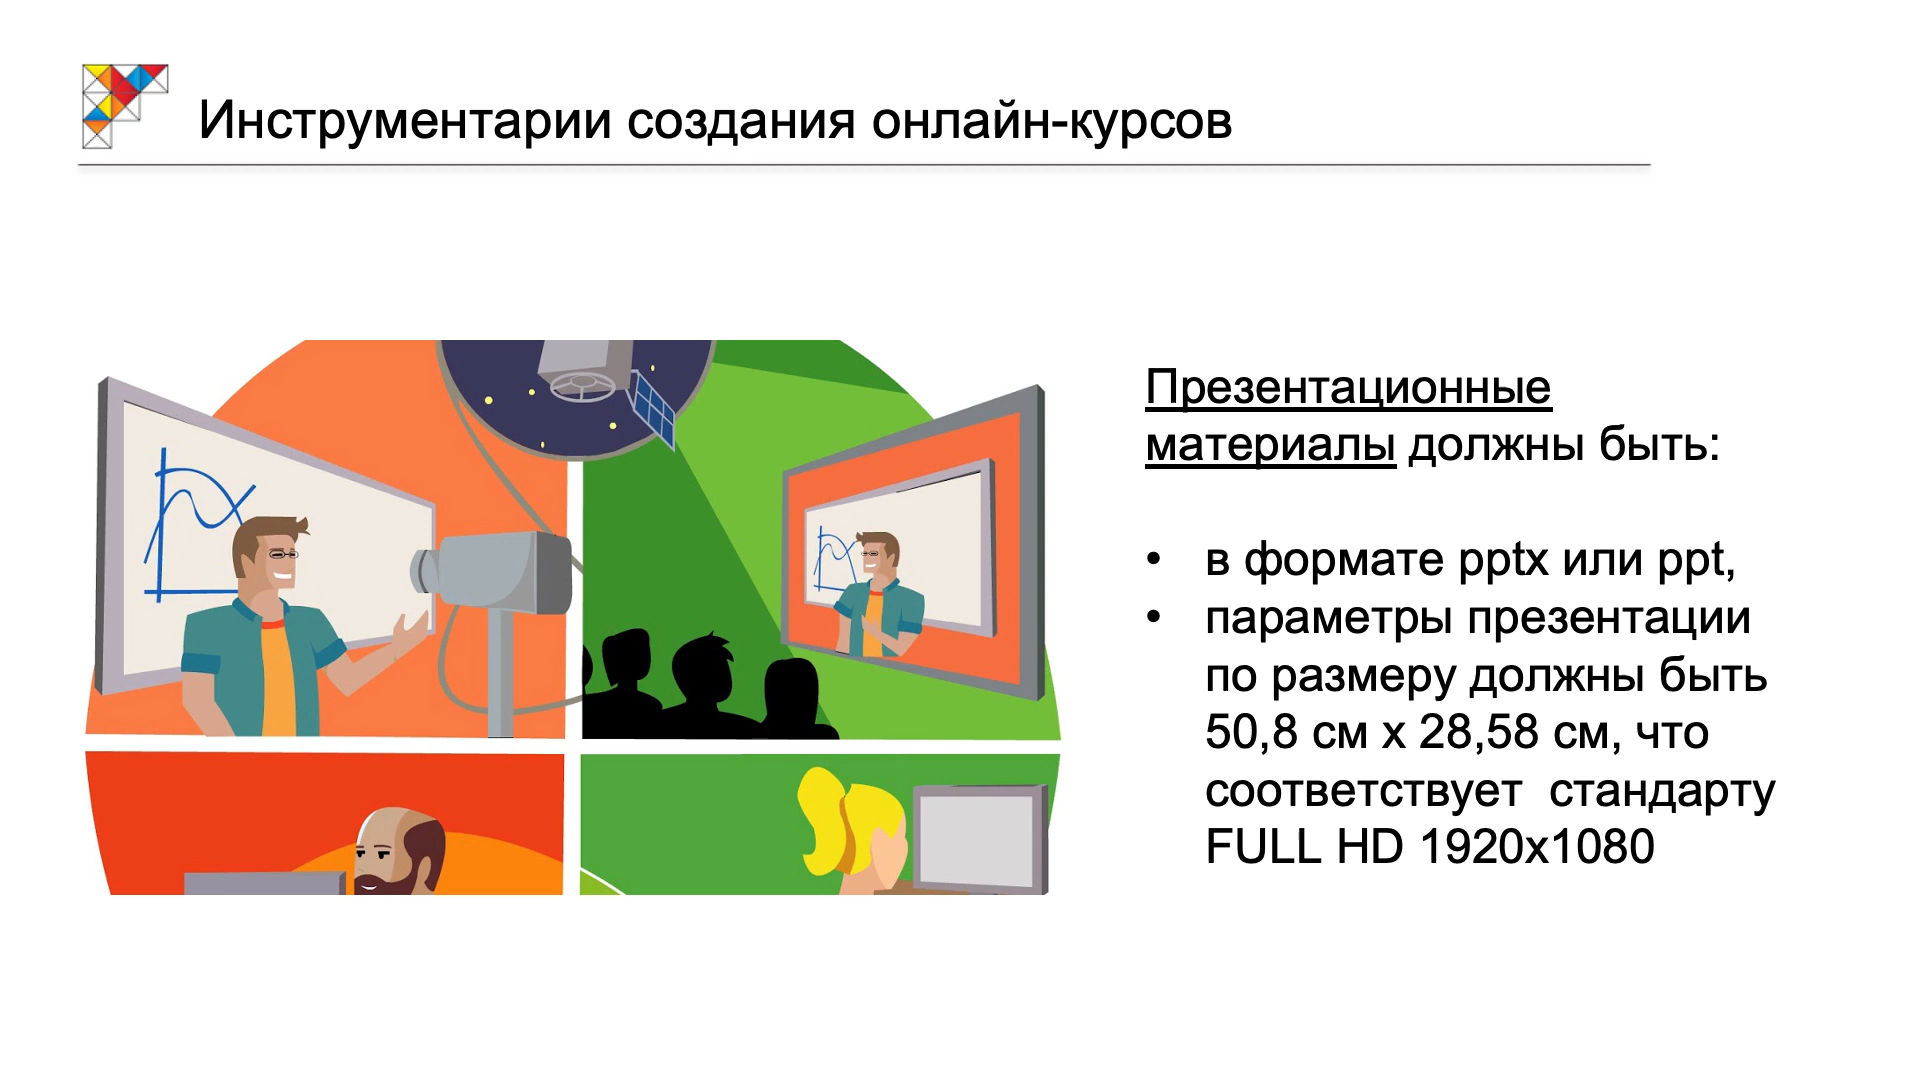 Инструментарии создания онлайн-курсов
Презентационные
материалы должны быть:
• в формате pptx или ppt,
• параметры презентации
по размеру должны быть
50,8 см х 28,58 см, что
соответствует  стандарту
FULL HD 1920x1080